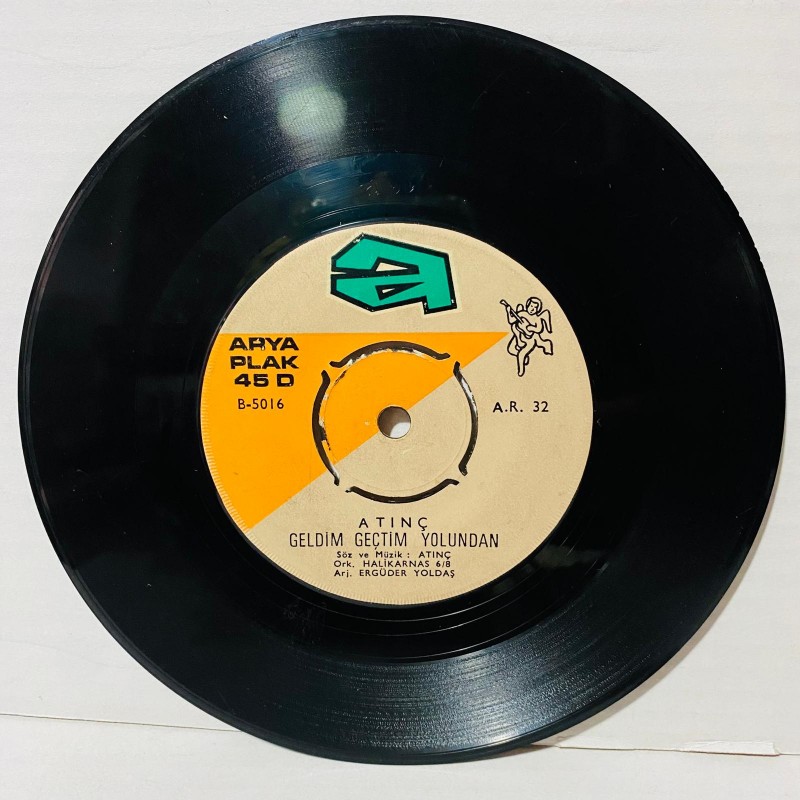 ARYA
PLAK
45 D
B-5016
A.R. 32
ATINÇ
GELDİM GEÇTİM YOLUNDAN
Söz ve Müzik : ATINÇ
Ork. HALİKARNAS 6/8
Arj. ERGÜDER YOLDAŞ